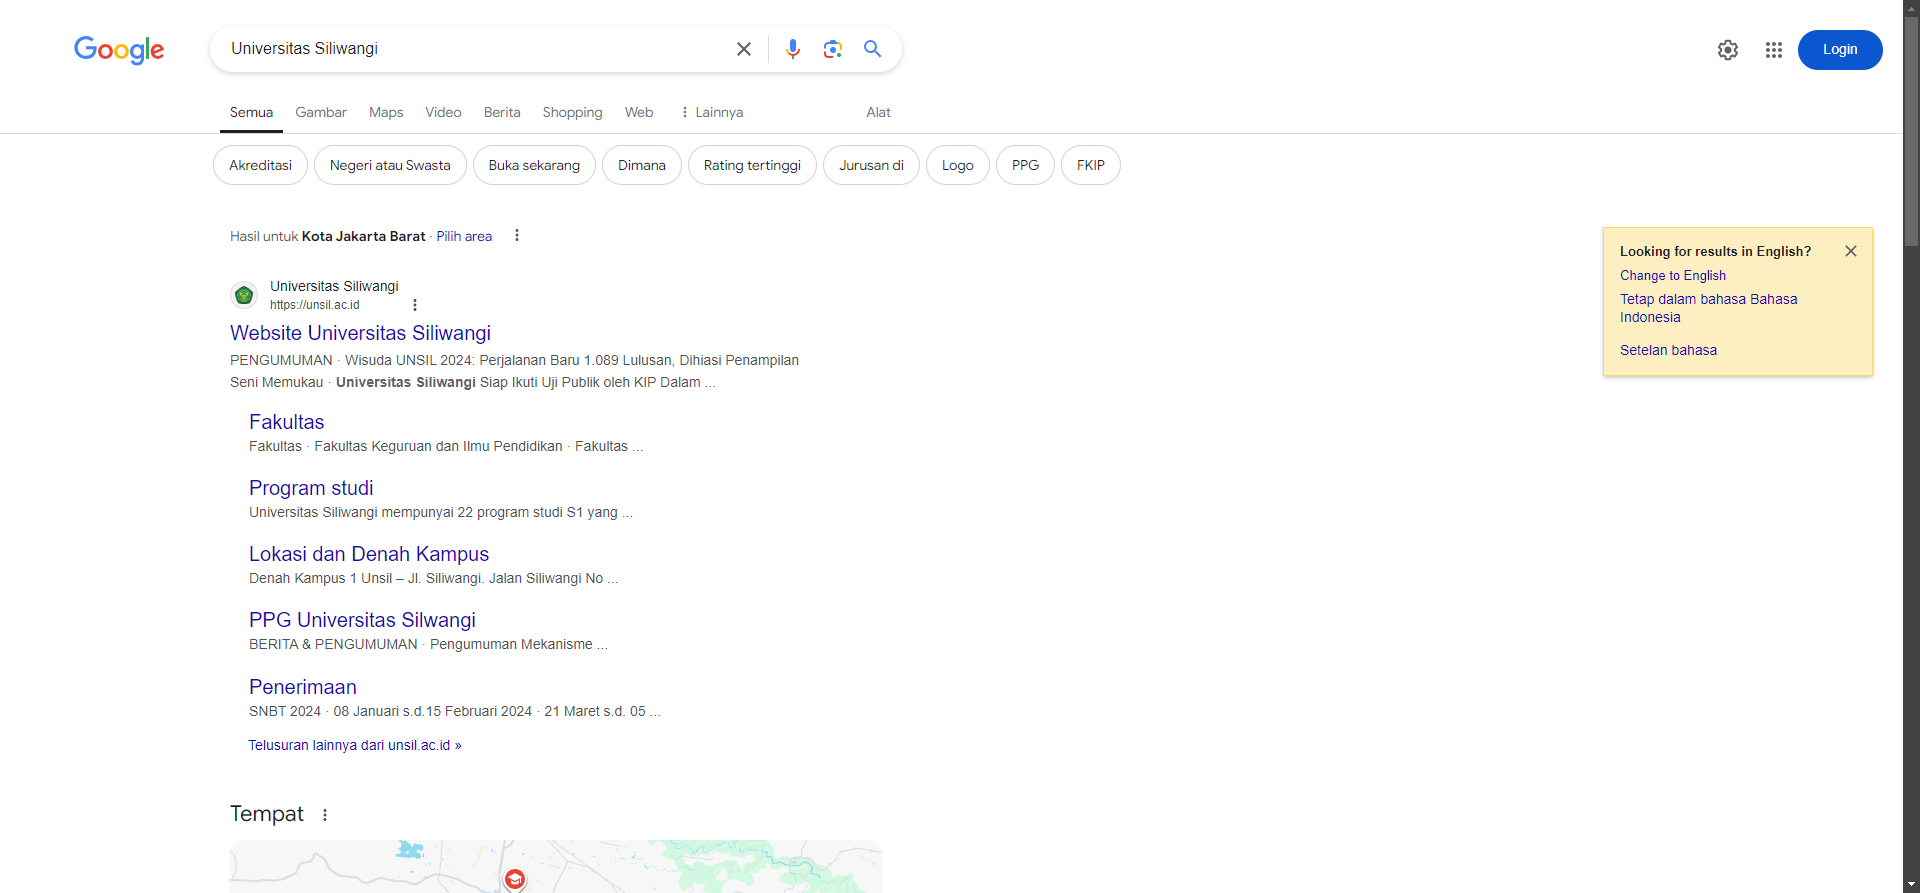 Google
Universitas Siliwangi
Login
Semua
Gambar
Maps
Video
Berita
Shopping
Web
Lainnya
Alat
Akreditasi
Negeri atau Swasta
Buka sekarang
Dimana
Rating tertinggi
Jurusan di
Logo
PPG
FKIP
Hasil untuk Kota Jakarta Barat · Pilih area
Universitas Siliwangi
https://unsil.ac.id
Website Universitas Siliwangi
PENGUMUMAN · Wisuda UNSIL 2024: Perjalanan Baru 1.089 Lulusan, Dihiasi Penampilan
Seni Memukau · Universitas Siliwangi Siap Ikuti Uji Publik oleh KIP Dalam ...
Fakultas
Fakultas · Fakultas Keguruan dan Ilmu Pendidikan · Fakultas ...
Program studi
Universitas Siliwangi mempunyai 22 program studi S1 yang ...
Lokasi dan Denah Kampus
Denah Kampus 1 Unsil – Jl. Siliwangi. Jalan Siliwangi No ...
PPG Universitas Silwangi
BERITA & PENGUMUMAN · Pengumuman Mekanisme ...
Penerimaan
SNBT 2024 · 08 Januari s.d.15 Februari 2024 · 21 Maret s.d. 05 ...
Telusuran lainnya dari unsil.ac.id »
Tempat
Looking for results in English?
Change to English
Tetap dalam bahasa Bahasa
Indonesia
Setelan bahasa